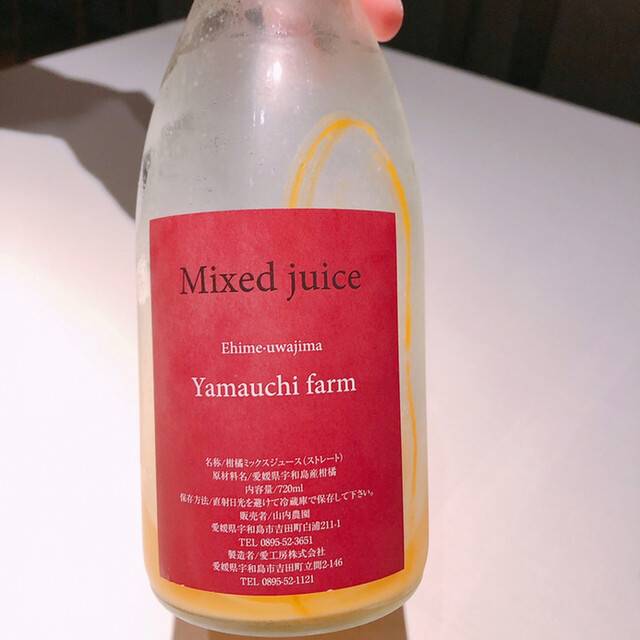 Mixed juice
Ehime·uwajima
Yamauchi farm
名称/柑橘ミックスジュース(ストレート)
原材料名/愛媛県宇和島産柑橘
内容量/720ml
保存方法/直射日光を避けて冷蔵庫で保存して下さい。
販売者/山内農園
愛媛県宇和島市吉田町白浦211-1
TEL 0895-52-3651
製造者/愛工房株式会社
愛媛県宇和島市吉田町立間2-146
TEL 0895-52-1121